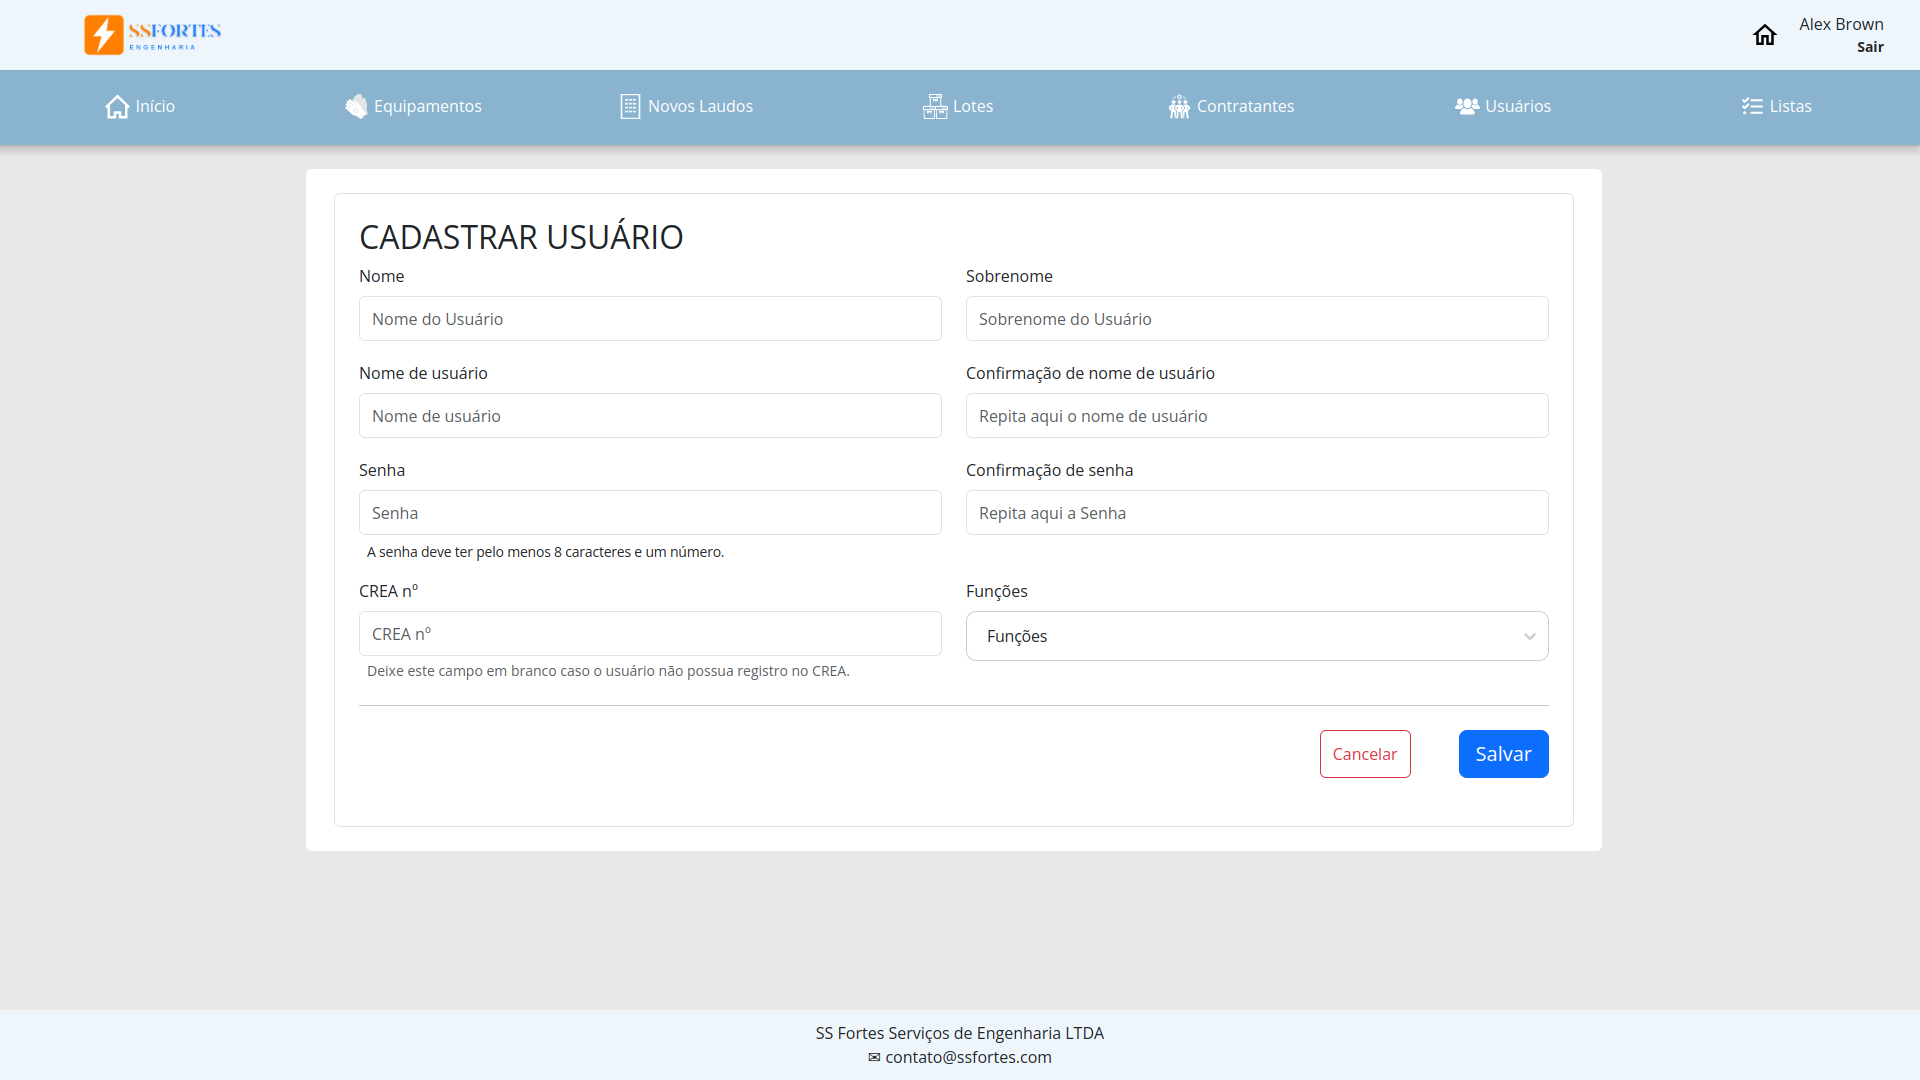 SSFORTES
ENGENHARIA
Alex Brown
Sair
Início
Equipamentos
Novos Laudos
Lotes
Contratantes
Usuários
Listas
CADASTRAR USUÁRIO
Nome
Sobrenome
Nome do Usuário
Sobrenome do Usuário
Nome de usuário
Confirmação de nome de usuário
Nome de usuário
Repita aqui o nome de usuário
Senha
Confirmação de senha
Senha
Repita aqui a Senha
A senha deve ter pelo menos 8 caracteres e um número.
CREA nº
Funções
CREA nº
Funções
Deixe este campo em branco caso o usuário não possua registro no CREA.
Cancelar
Salvar
SS Fortes Serviços de Engenharia LTDA
✉ contato@ssfortes.com